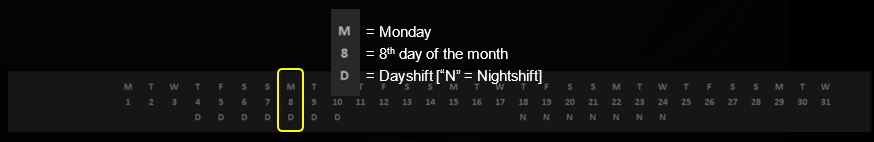 M = Monday
8 = 8th day of the month
D = Dayshift [“N” = Nightshift]
M T W T F S S M T T F S S M T W T F S S M T W T F S S M T W
1 2 3 4 5 6 7 8 9 10 11 12 13 14 15 16 17 18 19 20 21 22 23 24 25 26 27 28 29 30 31
D D D D D D D N N N N N N N